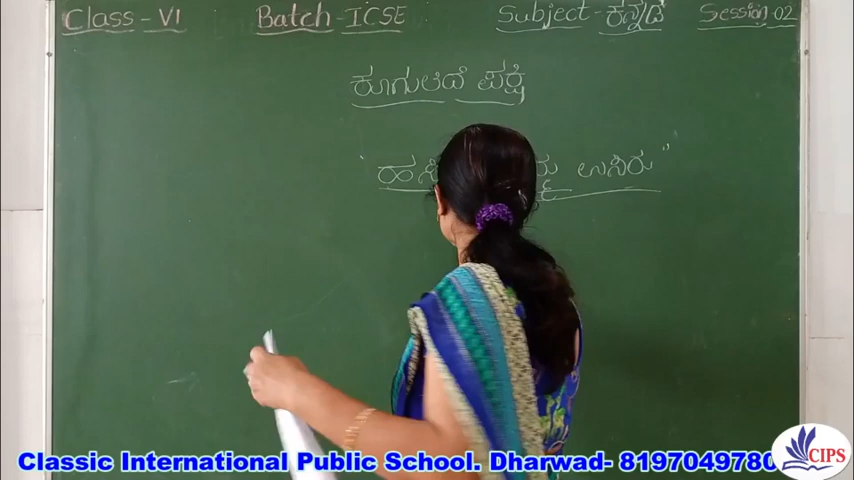 Class - VI Batch - ICSE Subject - ಕನ್ನಡ Session - 02
ಕೂಗುಲಿದೆ ಪಕ್ಷಿ
ಉಸಿರು"
Classic International Public School. Dharwad- 8197049780
CIPS